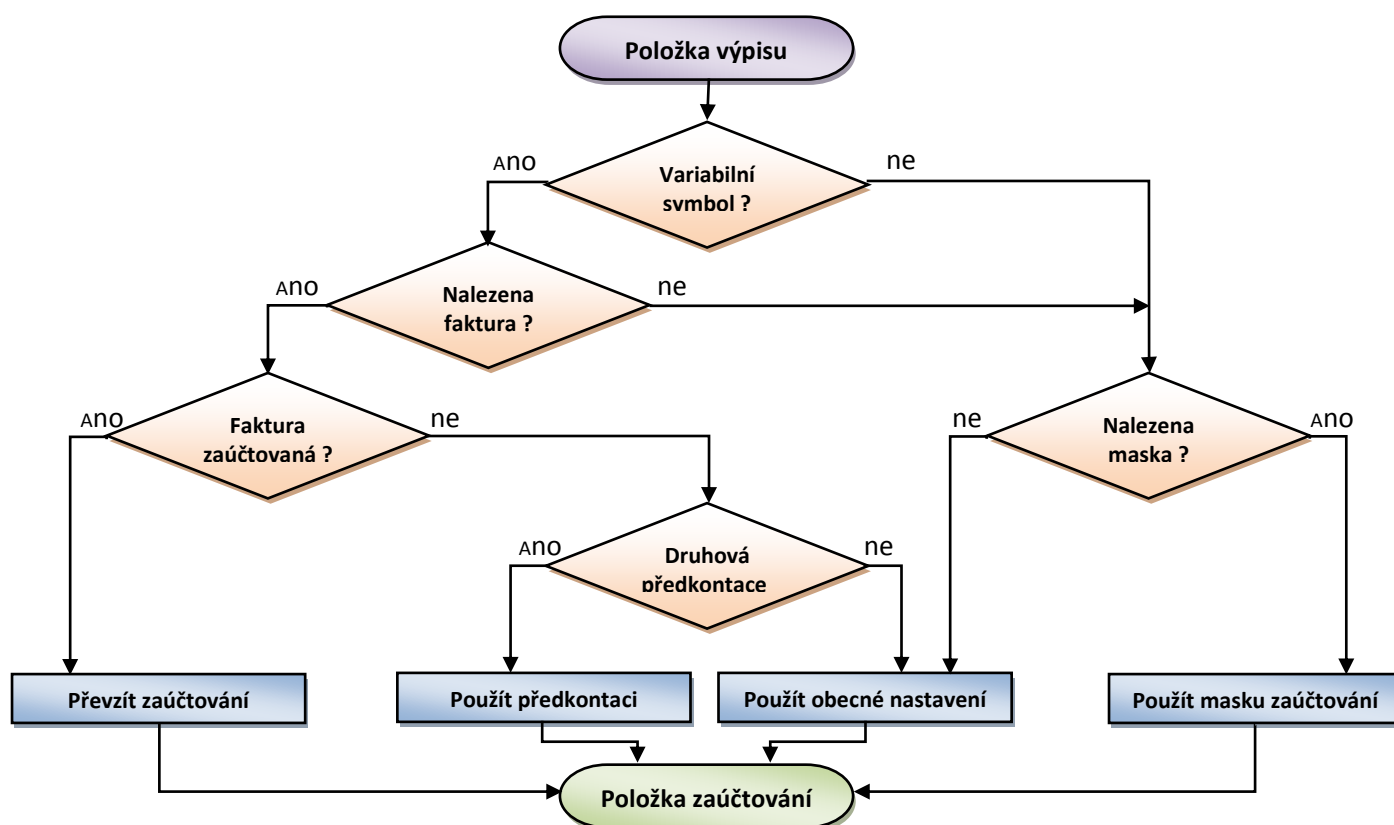 Položka výpisu
Ano
ne
Variabilní
symbol ?
Ano
Nalezena
faktura ?
ne
Ano
Faktura
zaúčtovaná ?
ne
ne
Nalezena
maska ?
Ano
Ano
Druhová
předkontace
ne
Převzít zaúčtování
Použít předkontaci
Použít obecné nastavení
Použít masku zaúčtování
Položka zaúčtování